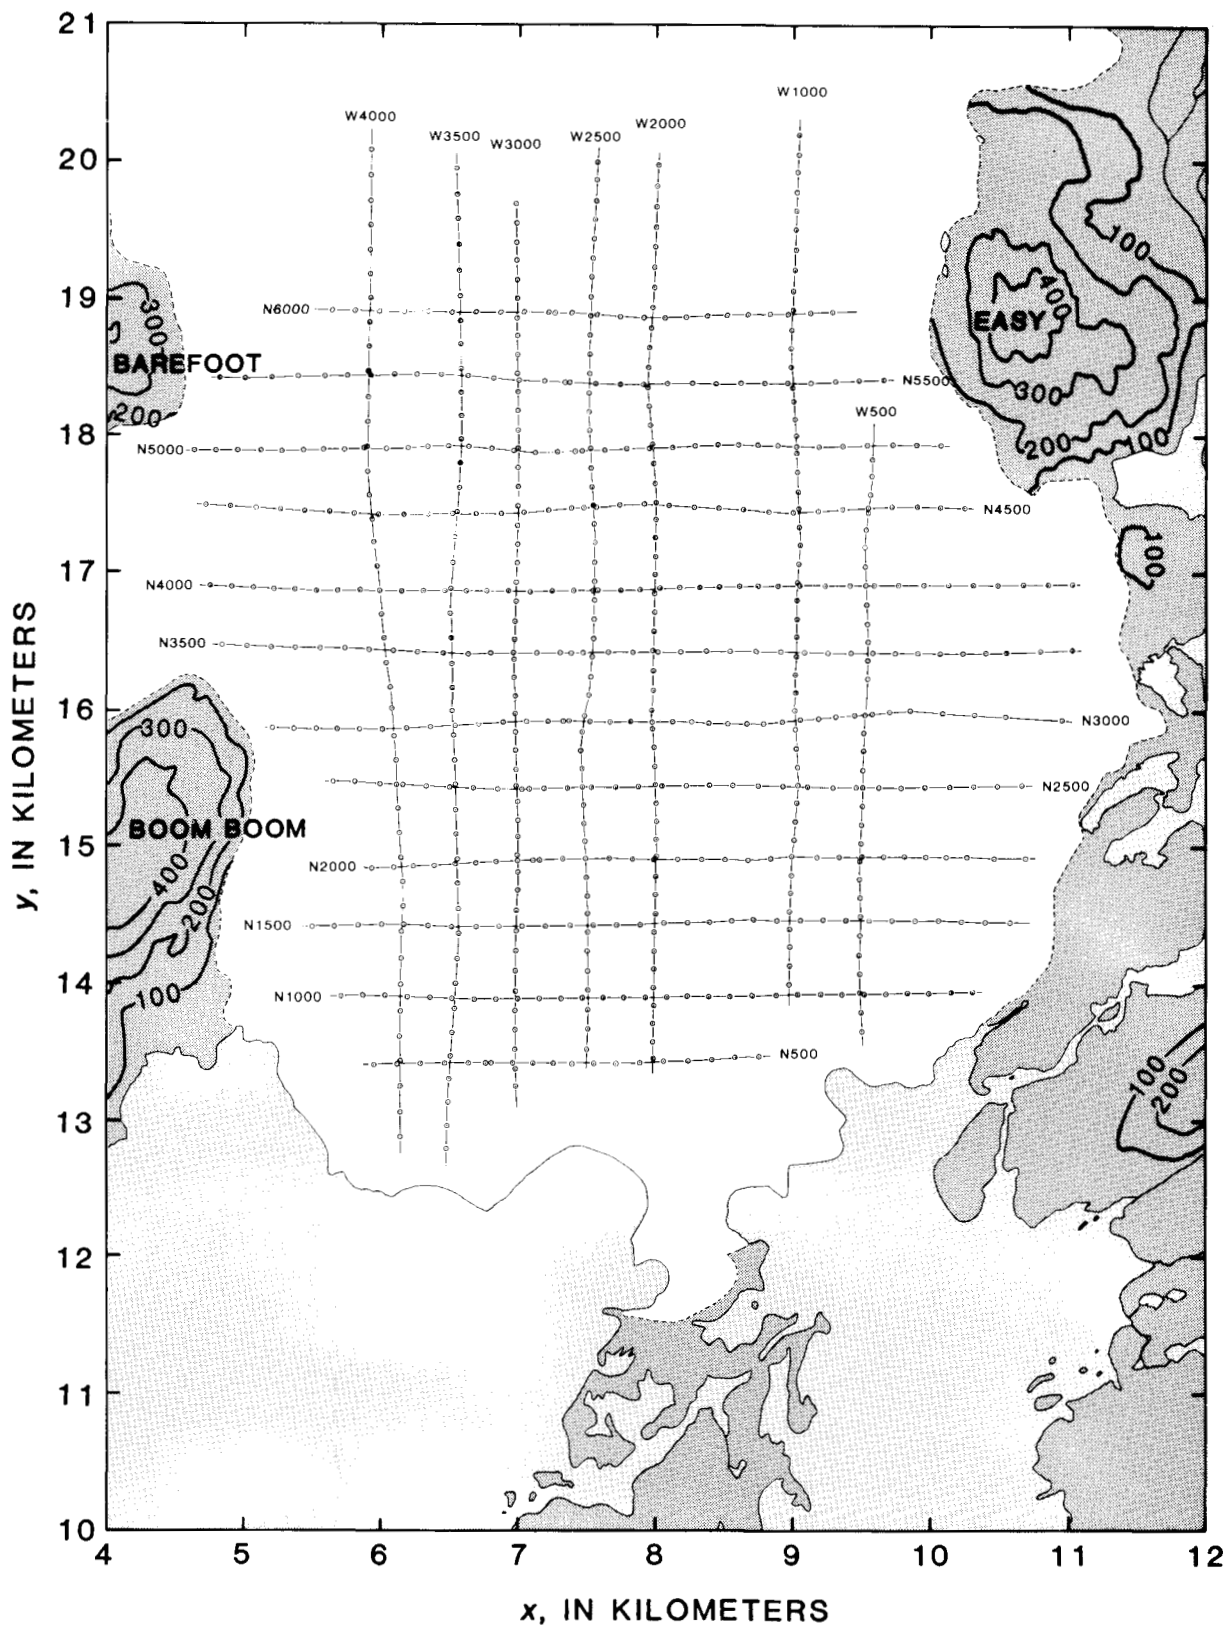 21
20
19
18
17
16
15
14
13
12
11
10
y, IN KILOMETERS
4 5 6 7 8 9 10 11 12
x, IN KILOMETERS
W4000
W3500
W3000
W2500
W2000
W1000
W500
N6000
N5500
N5000
N4500
N4000
N3500
N3000
N2500
N2000
N1500
N1000
N500
300
BAREFOOT
200
300
BOOM BOOM
400
200
100
100
400
EASY
300
200
100
100
100
200